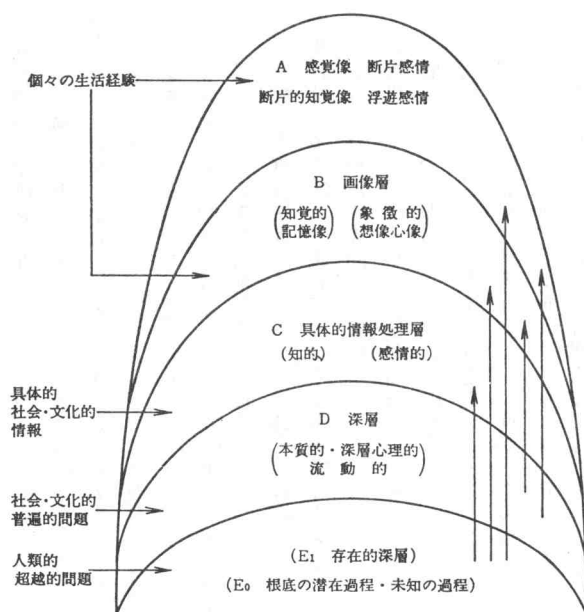 A 感覚像 断片感情
個々の生活経験
断片的知覚像 浮遊感情
B 画像層
(知覚的 記憶像) (象徴的 想像心像)
C 具体的情報処理層
(知的) (感情的)
具体的
社会・文化的
情報
D 深層
(本質的・深層心理的
流動的)
社会・文化的
普遍的問題
人類的
超越的問題
(E₁ 存在的深層)
(E₀ 根底の潜在過程・未知の過程)